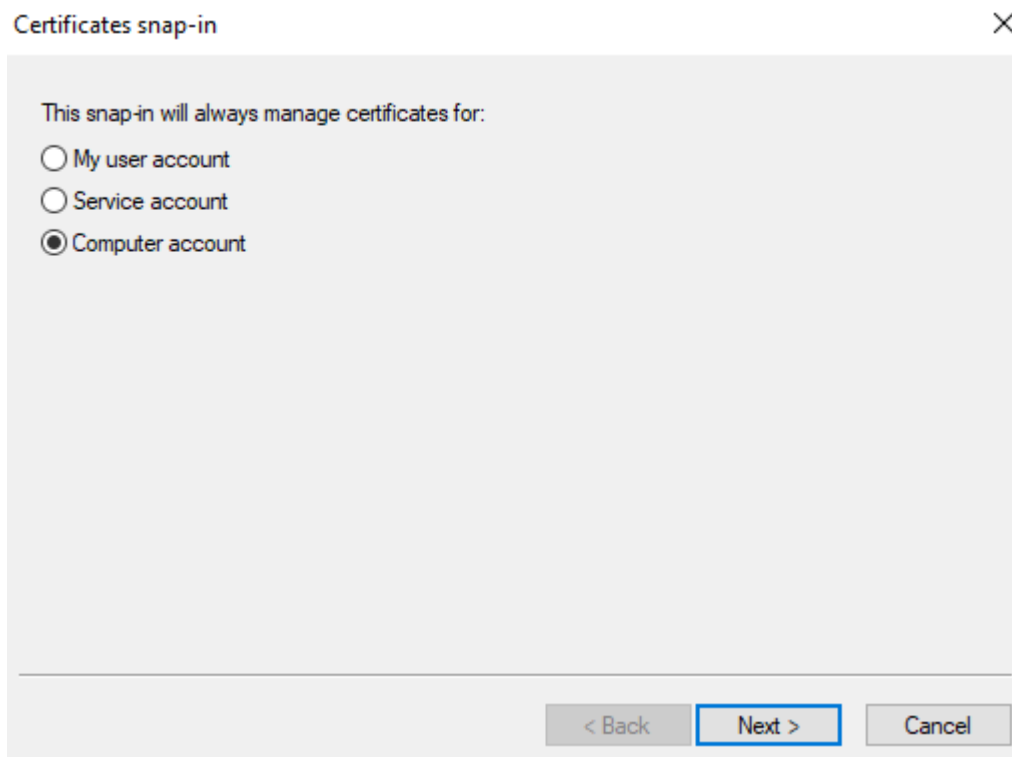 Certificates snap-in
This snap-in will always manage certificates for:
My user account
Service account
Computer account
< Back Next > Cancel